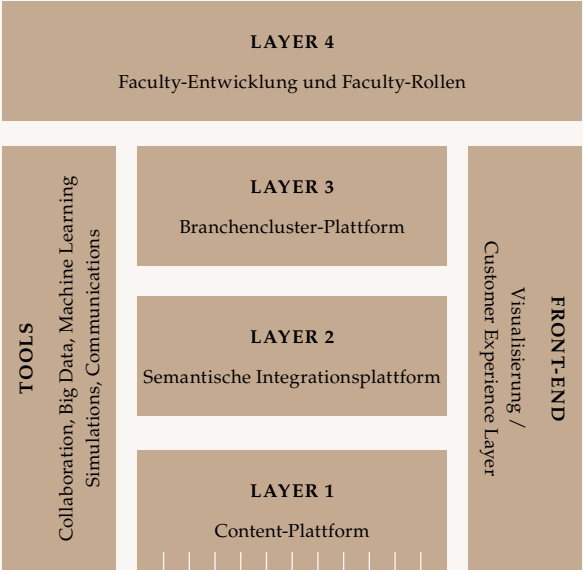 LAYER 4
Faculty-Entwicklung und Faculty-Rollen
TOOLS
Collaboration, Big Data, Machine Learning
Simulations, Communications
LAYER 3
Branchencluster-Plattform
LAYER 2
Semantische Integrationsplattform
LAYER 1
Content-Plattform
FRONT-END
Visualisierung /
Customer Experience Layer